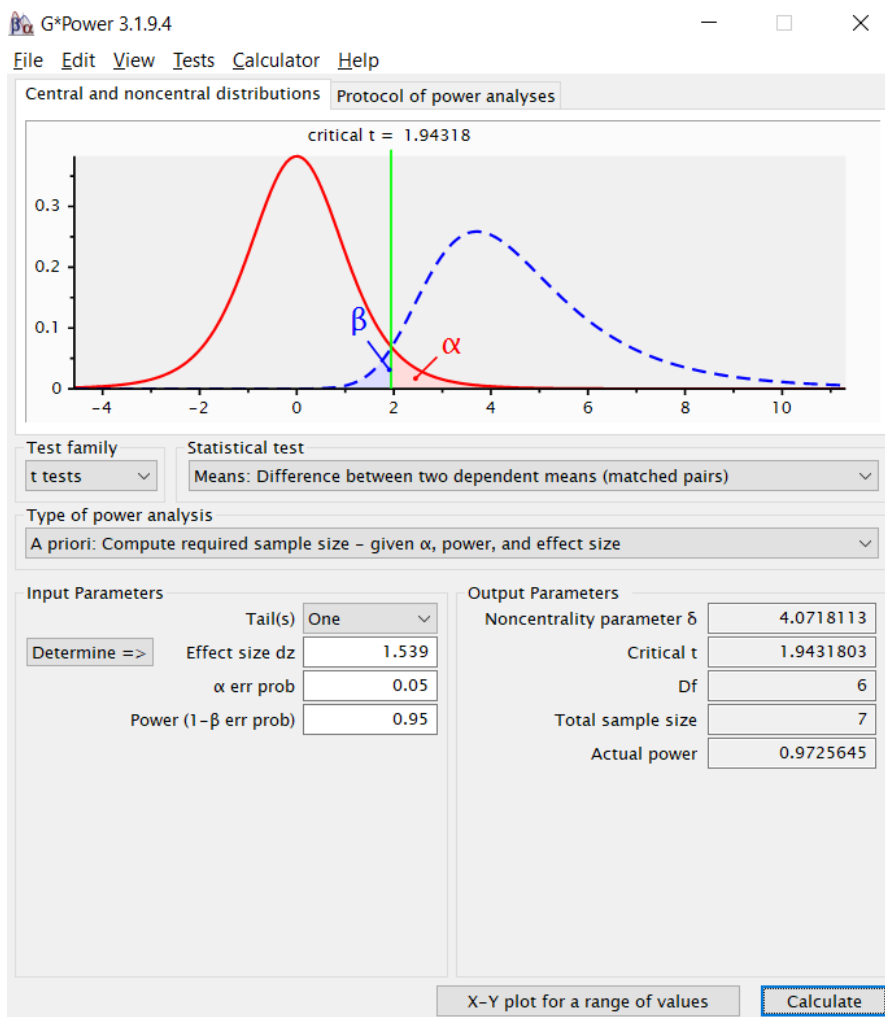 G*Power 3.1.9.4
File Edit View Tests Calculator Help
Central and noncentral distributions Protocol of power analyses
critical t = 1.94318
0.3
0.2
0.1
0
β
α
-4 -2 0 2 4 6 8 10
Test family Statistical test
t tests Means: Difference between two dependent means (matched pairs)
Type of power analysis
A priori: Compute required sample size - given α, power, and effect size
Input Parameters Output Parameters
Tail(s) One Noncentrality parameter δ 4.0718113
Determine => Effect size dz 1.539 Critical t 1.9431803
α err prob 0.05 Df 6
Power (1-β err prob) 0.95 Total sample size 7
Actual power 0.9725645
X-Y plot for a range of values Calculate